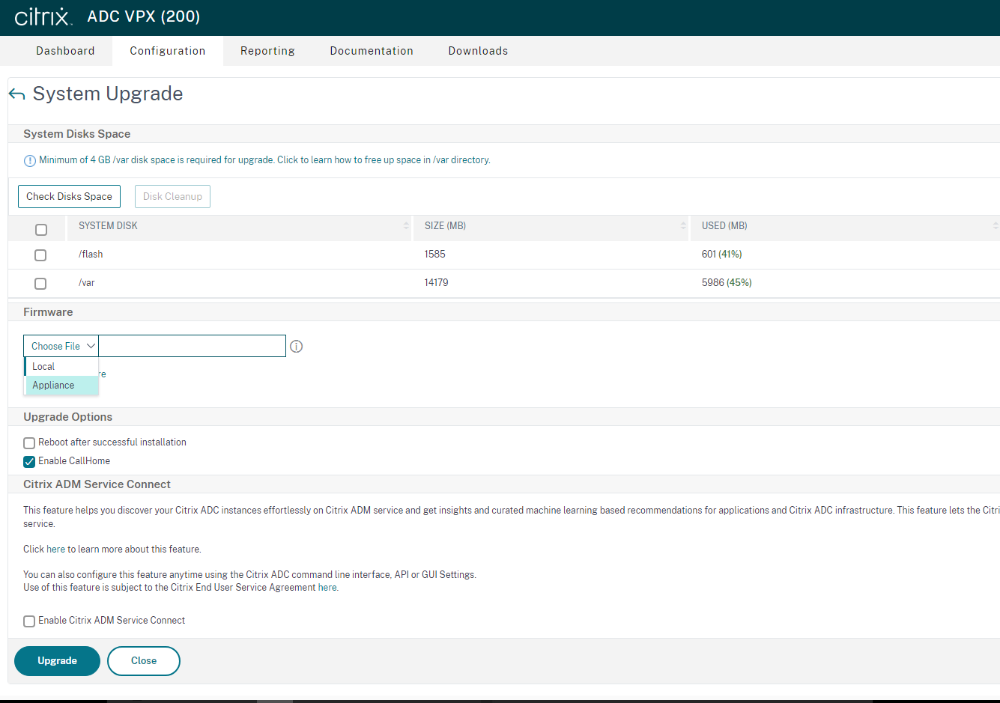 citrix. ADC VPX (200)
Dashboard Configuration Reporting Documentation Downloads
System Upgrade
System Disks Space
Minimum of 4 GB /var disk space is required for upgrade. Click to learn how to free up space in /var directory.
Check Disks Space Disk Cleanup
SYSTEM DISK SIZE (MB) USED (MB)
/flash 1585 601 (41%)
/var 14179 5986 (45%)
Firmware
Choose File
Local
re
Appliance
Upgrade Options
Reboot after successful installation
Enable CallHome
Citrix ADM Service Connect
This feature helps you discover your Citrix ADC instances effortlessly on Citrix ADM service and get insights and curated machine learning based recommendations for applications and Citrix ADC infrastructure. This feature lets the Citri
service.
Click here to learn more about this feature.
You can also configure this feature anytime using the Citrix ADC command line interface, API or GUI Settings.
Use of this feature is subject to the Citrix End User Service Agreement here.
Enable Citrix ADM Service Connect
Upgrade Close